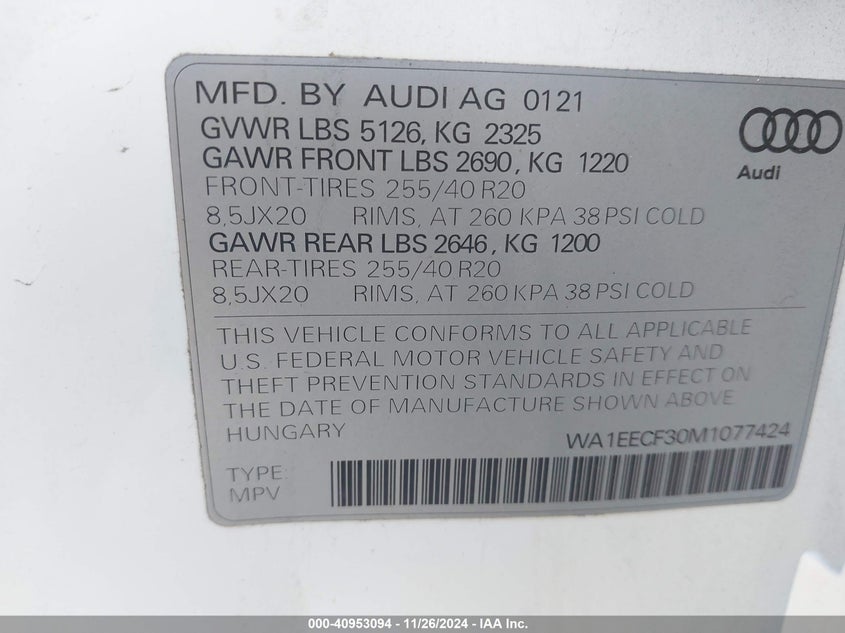 MFD. BY AUDI AG 0121
GVWR LBS 5126, KG 2325
GAWR FRONT LBS 2690, KG 1220
FRONT-TIRES 255/40 R20
8,5JX20 RIMS, AT 260 KPA 38 PSI COLD
GAWR REAR LBS 2646, KG 1200
REAR-TIRES 255/40 R20
8,5JX20 RIMS, AT 260 KPA 38 PSI COLD
Audi
THIS VEHICLE CONFORMS TO ALL APPLICABLE
U.S. FEDERAL MOTOR VEHICLE SAFETY AND
THEFT PREVENTION STANDARDS IN EFFECT ON
THE DATE OF MANUFACTURE SHOWN ABOVE
HUNGARY
WA1EECF30M1077424
TYPE:
MPV
000-40953094 - 11/26/2024 - IAA Inc.